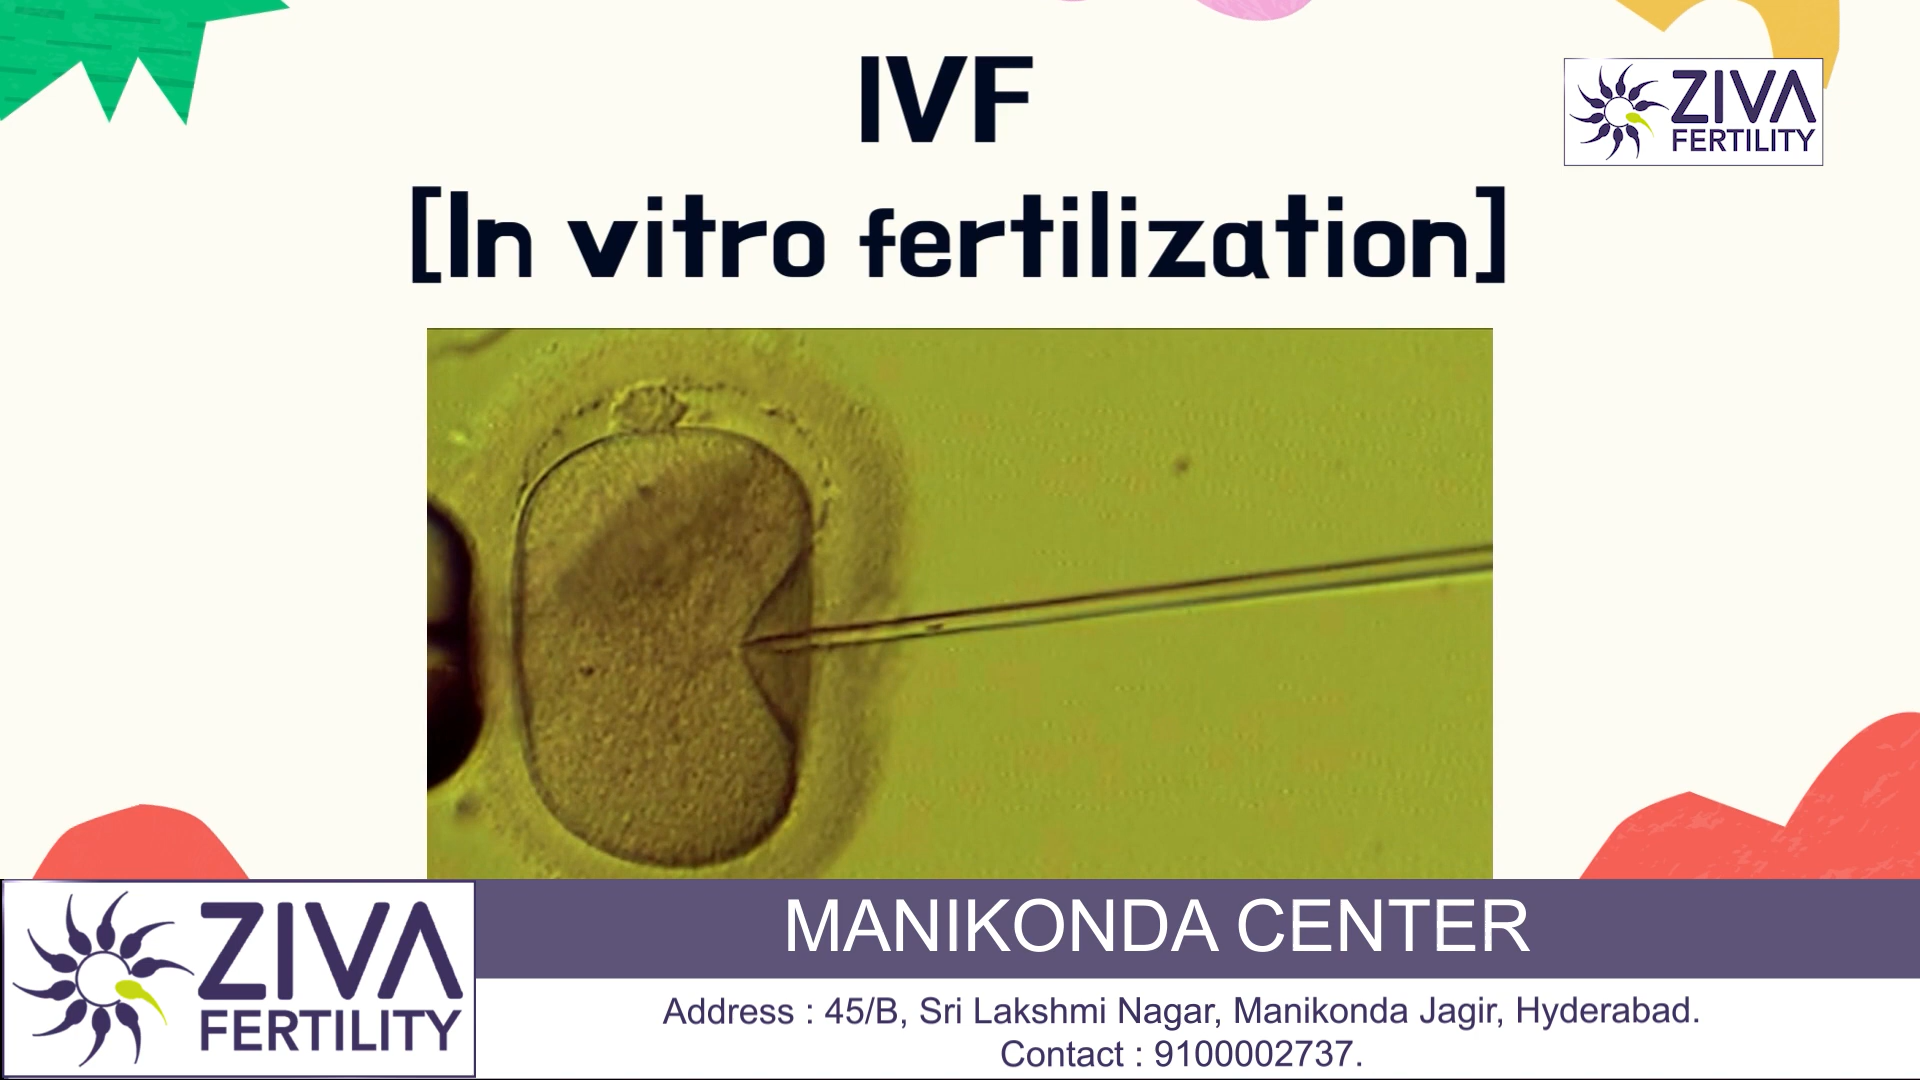 IVF
[In vitro fertilization]
ZIVA
FERTILITY
ZIVA
FERTILITY
MANIKONDA CENTER
Address : 45/B, Sri Lakshmi Nagar, Manikonda Jagir, Hyderabad.
Contact : 9100002737.